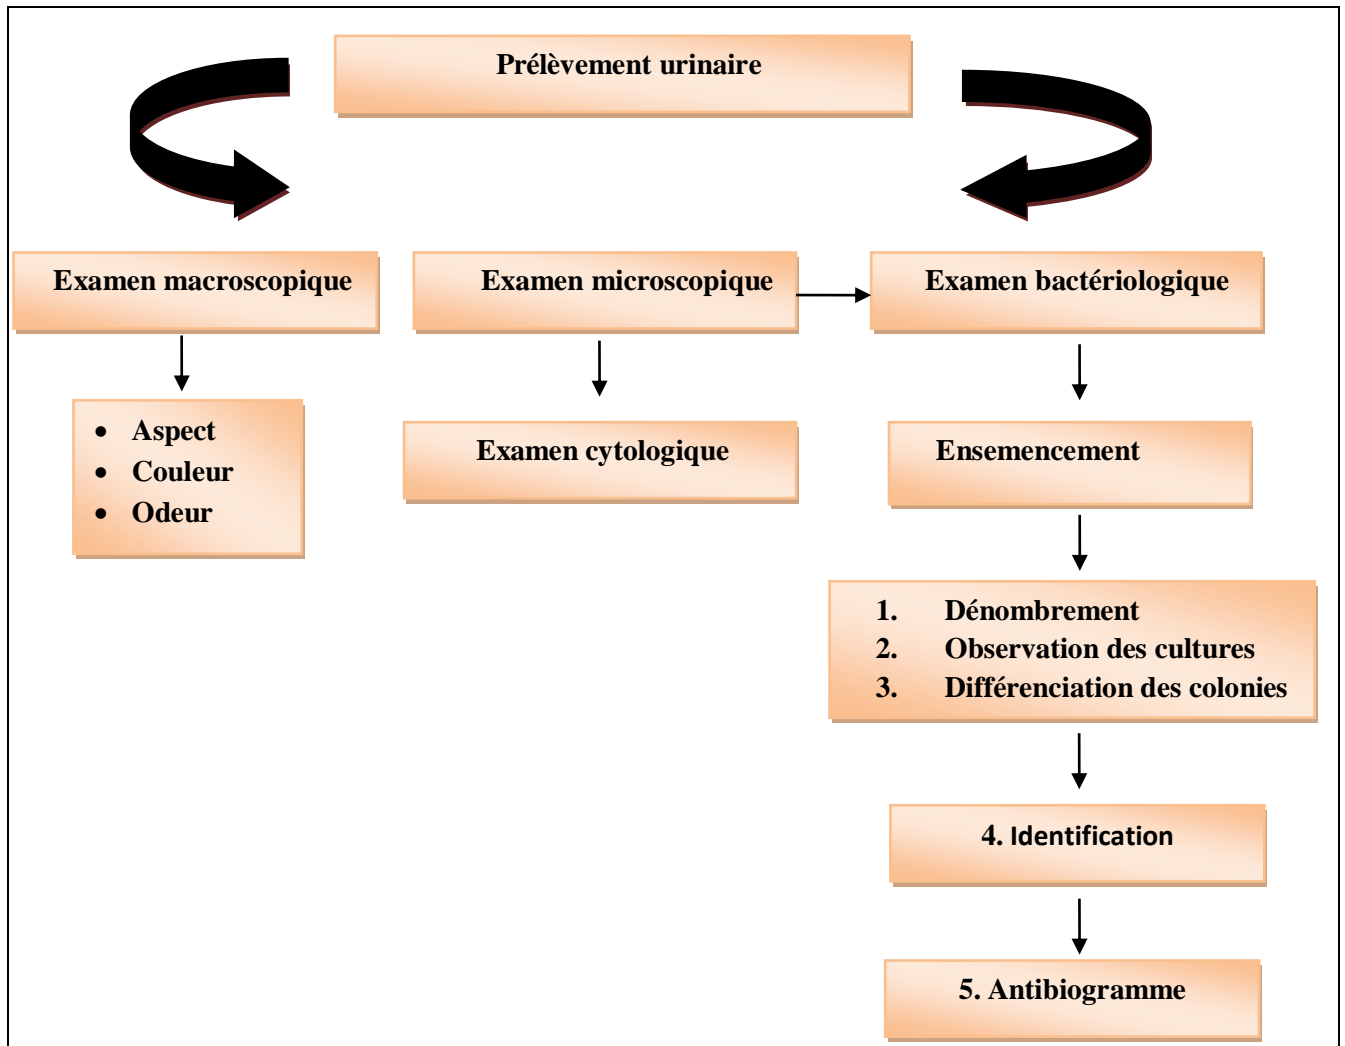 Prélèvement urinaire
Examen macroscopique
Examen microscopique
Examen bactériologique
• Aspect
• Couleur
• Odeur
Examen cytologique
Ensemencement
1. Dénombrement
2. Observation des cultures
3. Différenciation des colonies
4. Identification
5. Antibiogramme